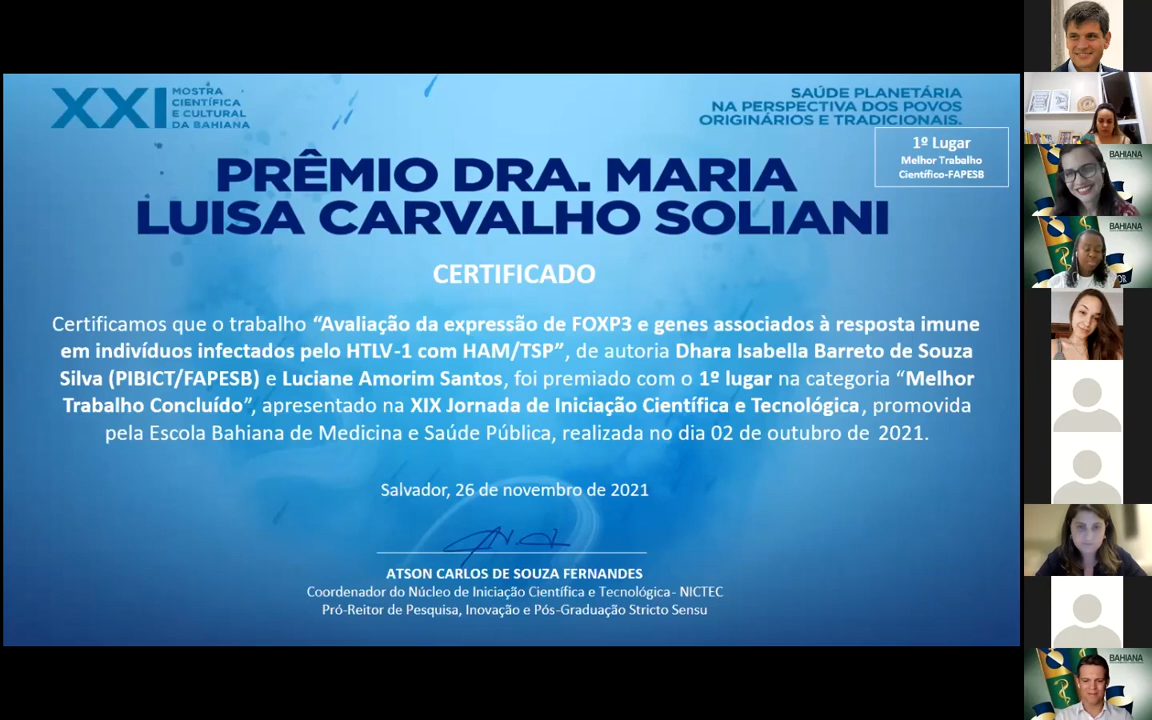 XXI
MOSTRA
CIENTÍFICA
E CULTURAL
DA BAHIANA
SAÚDE PLANETÁRIA
NA PERSPECTIVA DOS POVOS
ORIGINÁRIOS E TRADICIONAIS.
1º Lugar
Melhor Trabalho
Científico-FAPESB
PRÊMIO DRA. MARIA
LUISA CARVALHO SOLIANI
CERTIFICADO
Certificamos que o trabalho “Avaliação da expressão de FOXP3 e genes associados à resposta imune
em indivíduos infectados pelo HTLV-1 com HAM/TSP”, de autoria Dhara Isabella Barreto de Souza
Silva (PIBICT/FAPESB) e Luciane Amorim Santos, foi premiado com o 1º lugar na categoria “Melhor
Trabalho Concluído”, apresentado na XIX Jornada de Iniciação Científica e Tecnológica, promovida
pela Escola Bahiana de Medicina e Saúde Pública, realizada no dia 02 de outubro de 2021.
Salvador, 26 de novembro de 2021
ATSON CARLOS DE SOUZA FERNANDES
Coordenador do Núcleo de Iniciação Científica e Tecnológica - NICTEC
Pró-Reitor de Pesquisa, Inovação e Pós-Graduação Stricto Sensu
BAHIANA
BAHIANA
BAHIANA